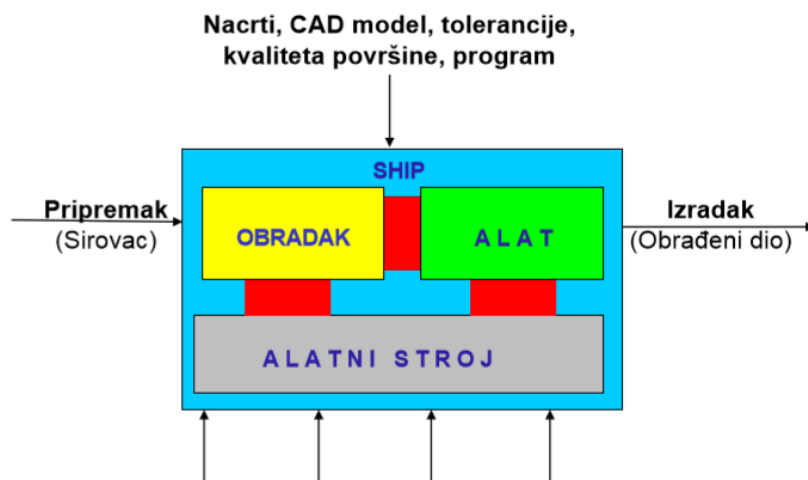 Nacrti, CAD model, tolerancije,
kvaliteta površine, program
SHIP
Pripremak
(Sirovac)
OBRADAK
A L A T
Izradak
(Obrađeni dio)
A L A T N I  S T R O J